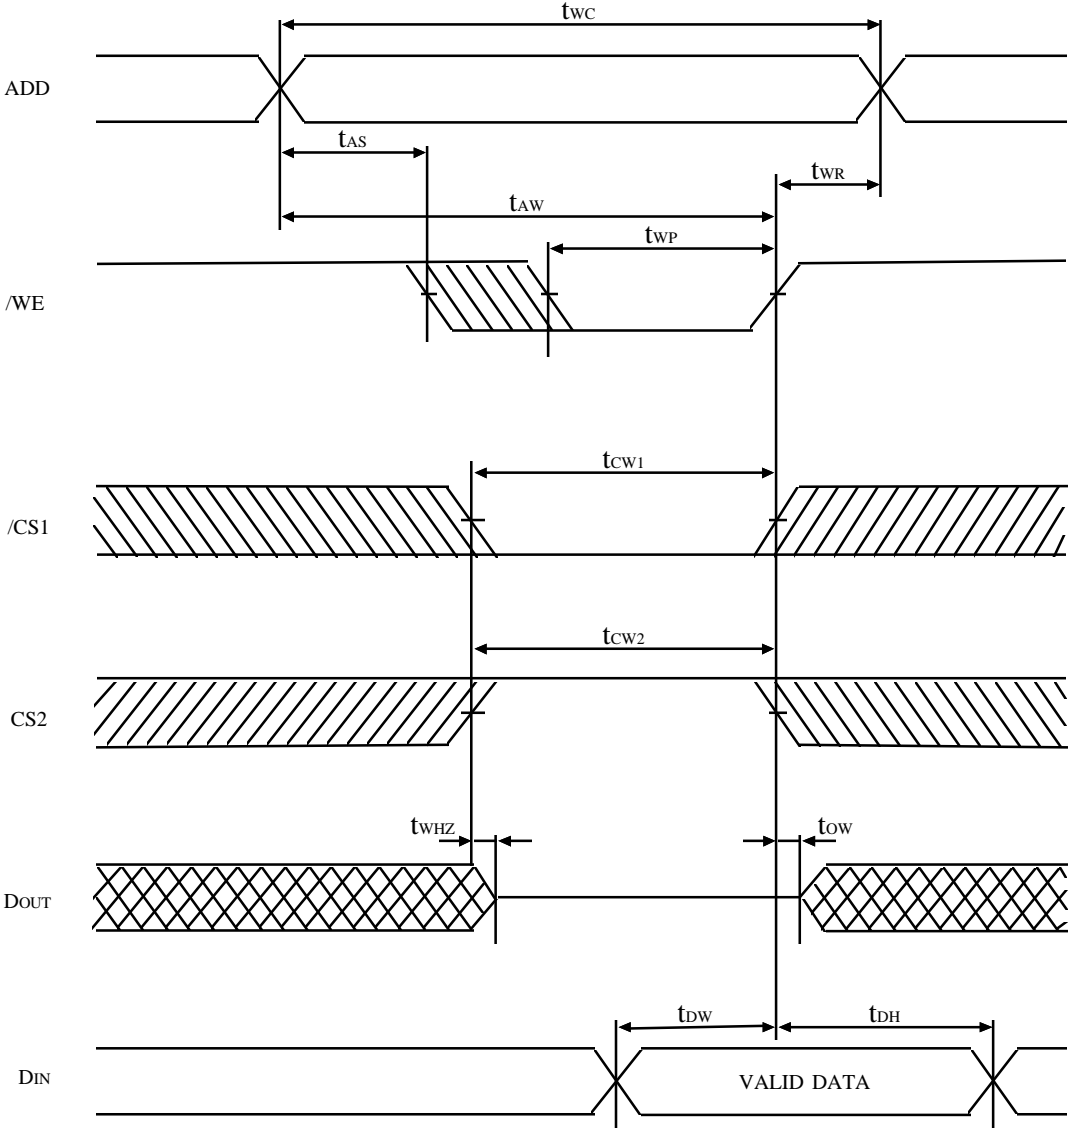 tWC
ADD
tAS
tWR
tAW
tWP
/WE
tCW1
/CS1
tCW2
CS2
tWHZ
tOW
DOUT
tDW
tDH
DIN
VALID DATA